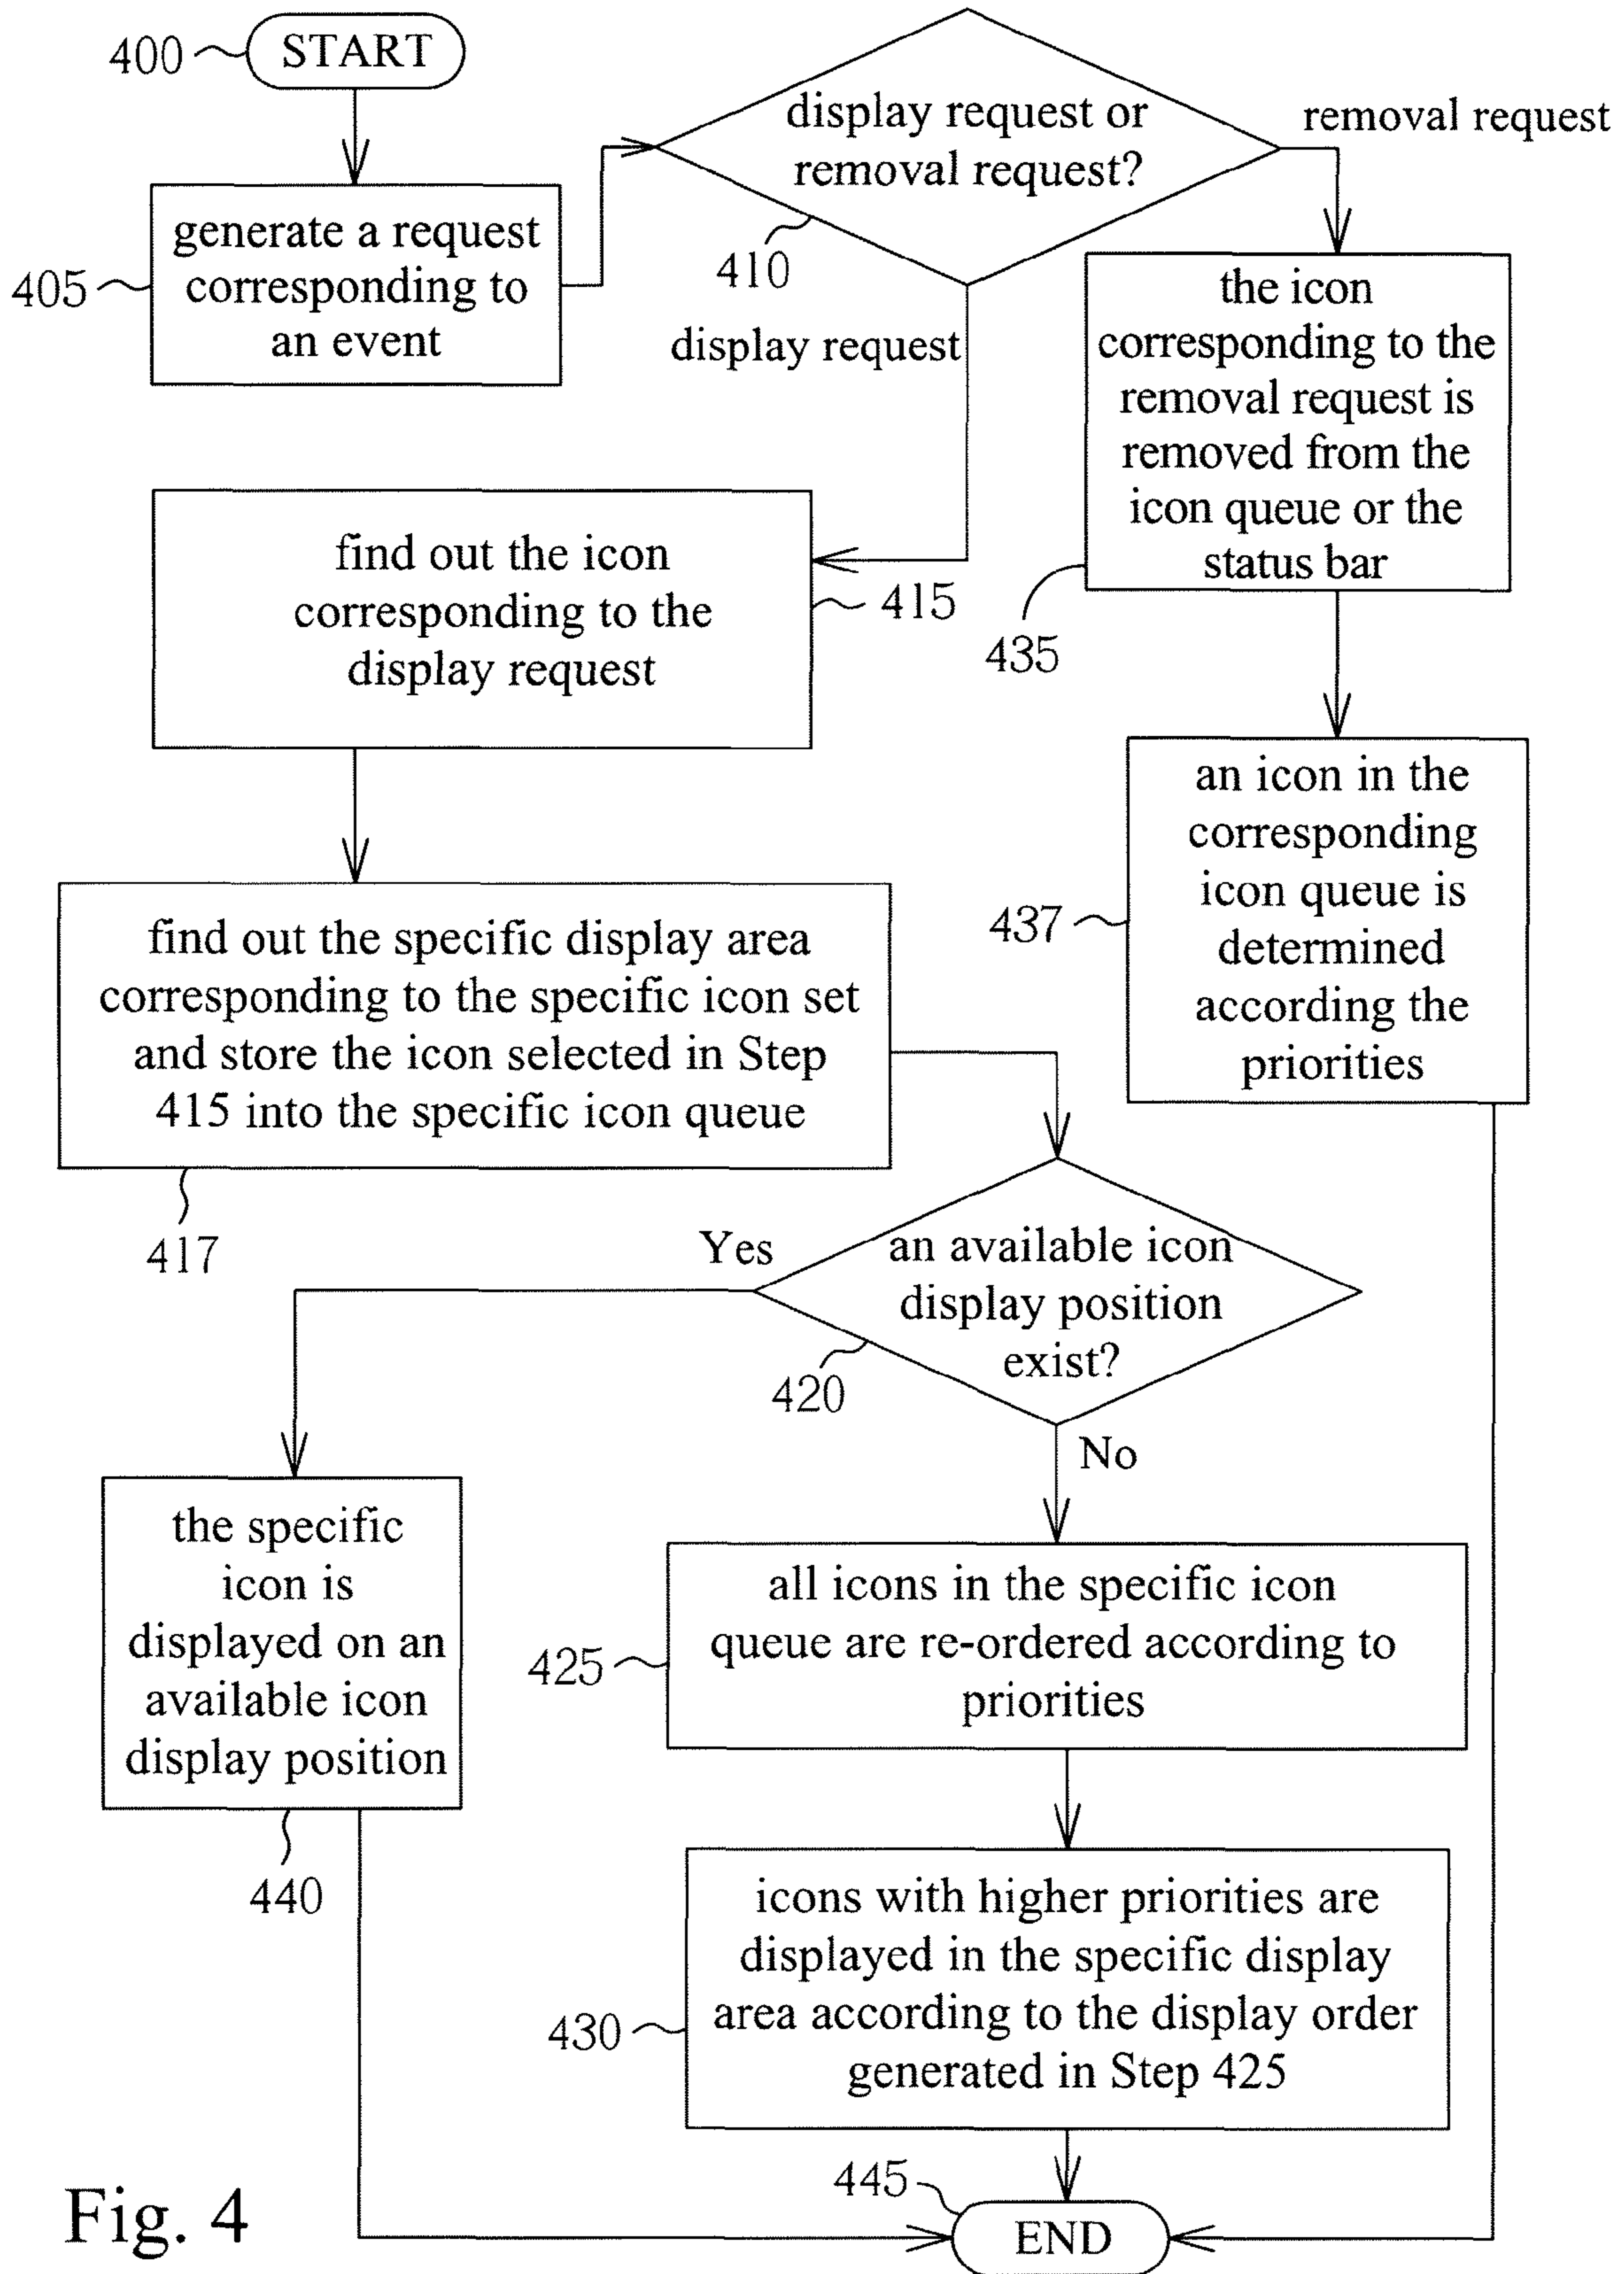 400
START
405
generate a request
corresponding to
an event
display request or
removal request?
410
removal request
display request
the icon
corresponding to the
removal request is
removed from the
icon queue or the
status bar
435
find out the icon
corresponding to the
display request
415
an icon in the
corresponding
icon queue is
determined
according the
priorities
437
find out the specific display area
corresponding to the specific icon set
and store the icon selected in Step
415 into the specific icon queue
417
an available icon
display position
exist?
420
Yes
No
the specific
icon is
displayed on an
available icon
display position
440
all icons in the specific icon
queue are re-ordered according to
priorities
425
icons with higher priorities are
displayed in the specific display
area according to the display order
generated in Step 425
430
445
END
Fig. 4